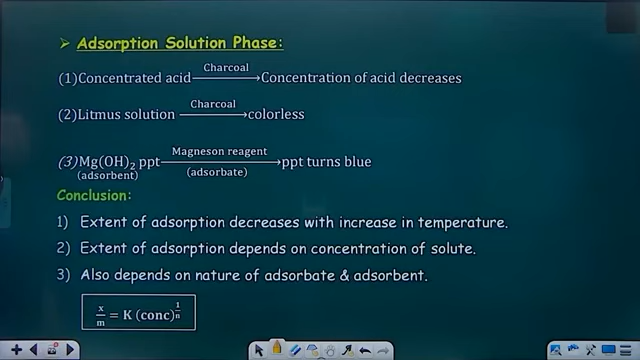 ➢ Adsorption Solution Phase:
(1)Concentrated acid —Charcoal→ Concentration of acid decreases
(2)Litmus solution —Charcoal→ colorless
(3)Mg(OH)₂ ppt (adsorbent) —Magneson reagent (adsorbate)→ ppt turns blue
Conclusion:
1) Extent of adsorption decreases with increase in temperature.
2) Extent of adsorption depends on concentration of solute.
3) Also depends on nature of adsorbate & adsorbent.
x/m = K (conc)^(1/n)